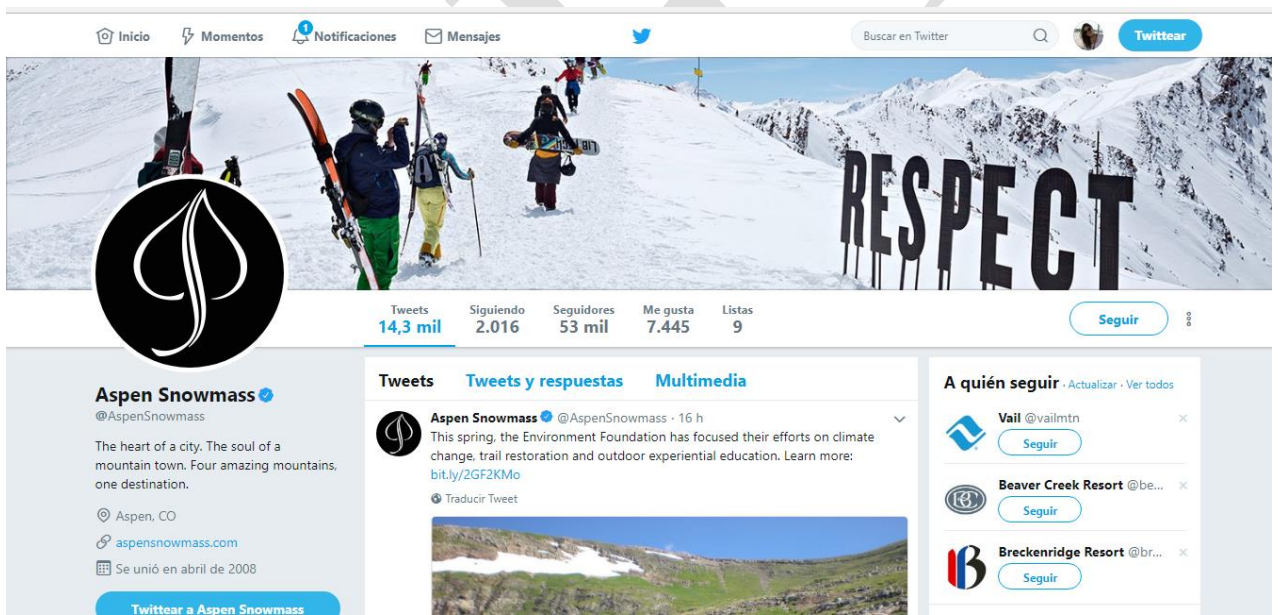 Inicio Momentos 1 Notificaciones Mensajes Buscar en Twitter Twittear
RESPECT
LIB
Tweets Siguiendo Seguidores Me gusta Listas
14,3 mil 2.016 53 mil 7.445 9
Seguir
Aspen Snowmass
@AspenSnowmass
The heart of a city. The soul of a
mountain town. Four amazing mountains,
one destination.
Aspen, CO
aspensnowmass.com
Se unió en abril de 2008
Twittear a Aspen Snowmass
Tweets Tweets y respuestas Multimedia
Aspen Snowmass @AspenSnowmass · 16 h
This spring, the Environment Foundation has focused their efforts on climate
change, trail restoration and outdoor experiential education. Learn more:
bit.ly/2GF2KMo
Traducir Tweet
A quién seguir · Actualizar · Ver todos
Vail @vailmtn
Seguir
Beaver Creek Resort @be...
Seguir
Breckenridge Resort @br...
Seguir